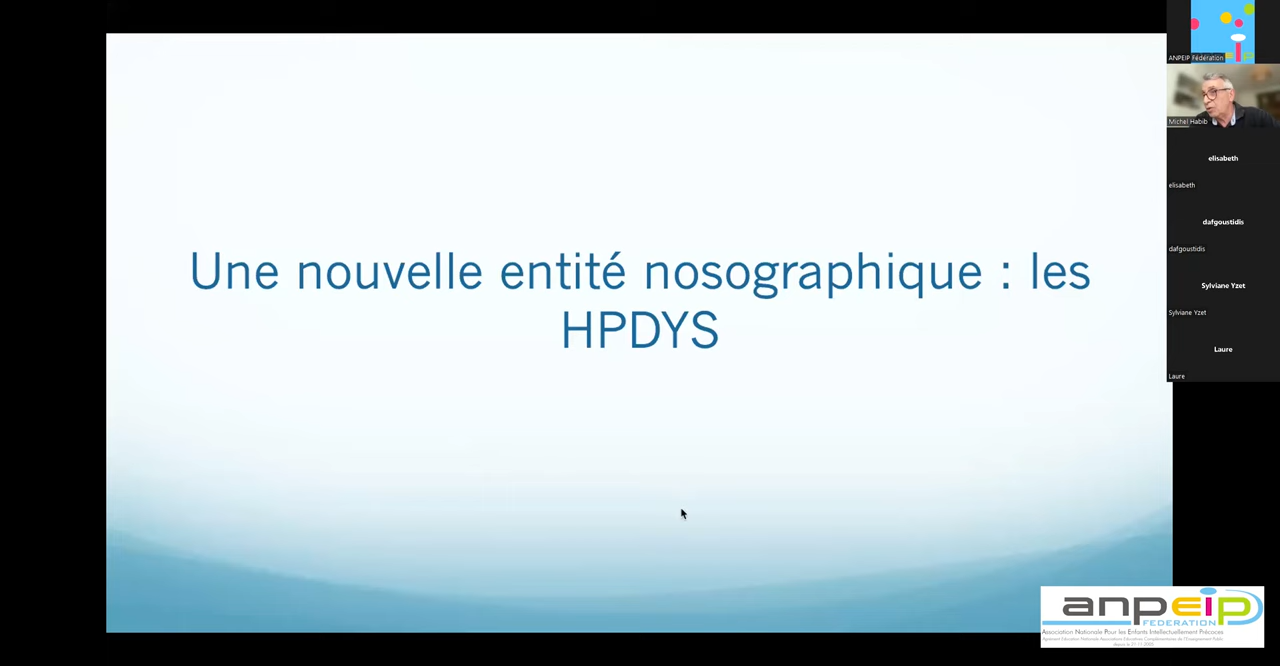 Une nouvelle entité nosographique : les
HPDYS
ANPEIP Fédération
Michel Habib
elisabeth
elisabeth
dafgoustidis
dafgoustidis
Sylviane Yzet
Sylviane Yzet
Laure
Laure
anpeip
FEDERATION
Association Nationale Pour les Enfants Intellectuellement Précoces